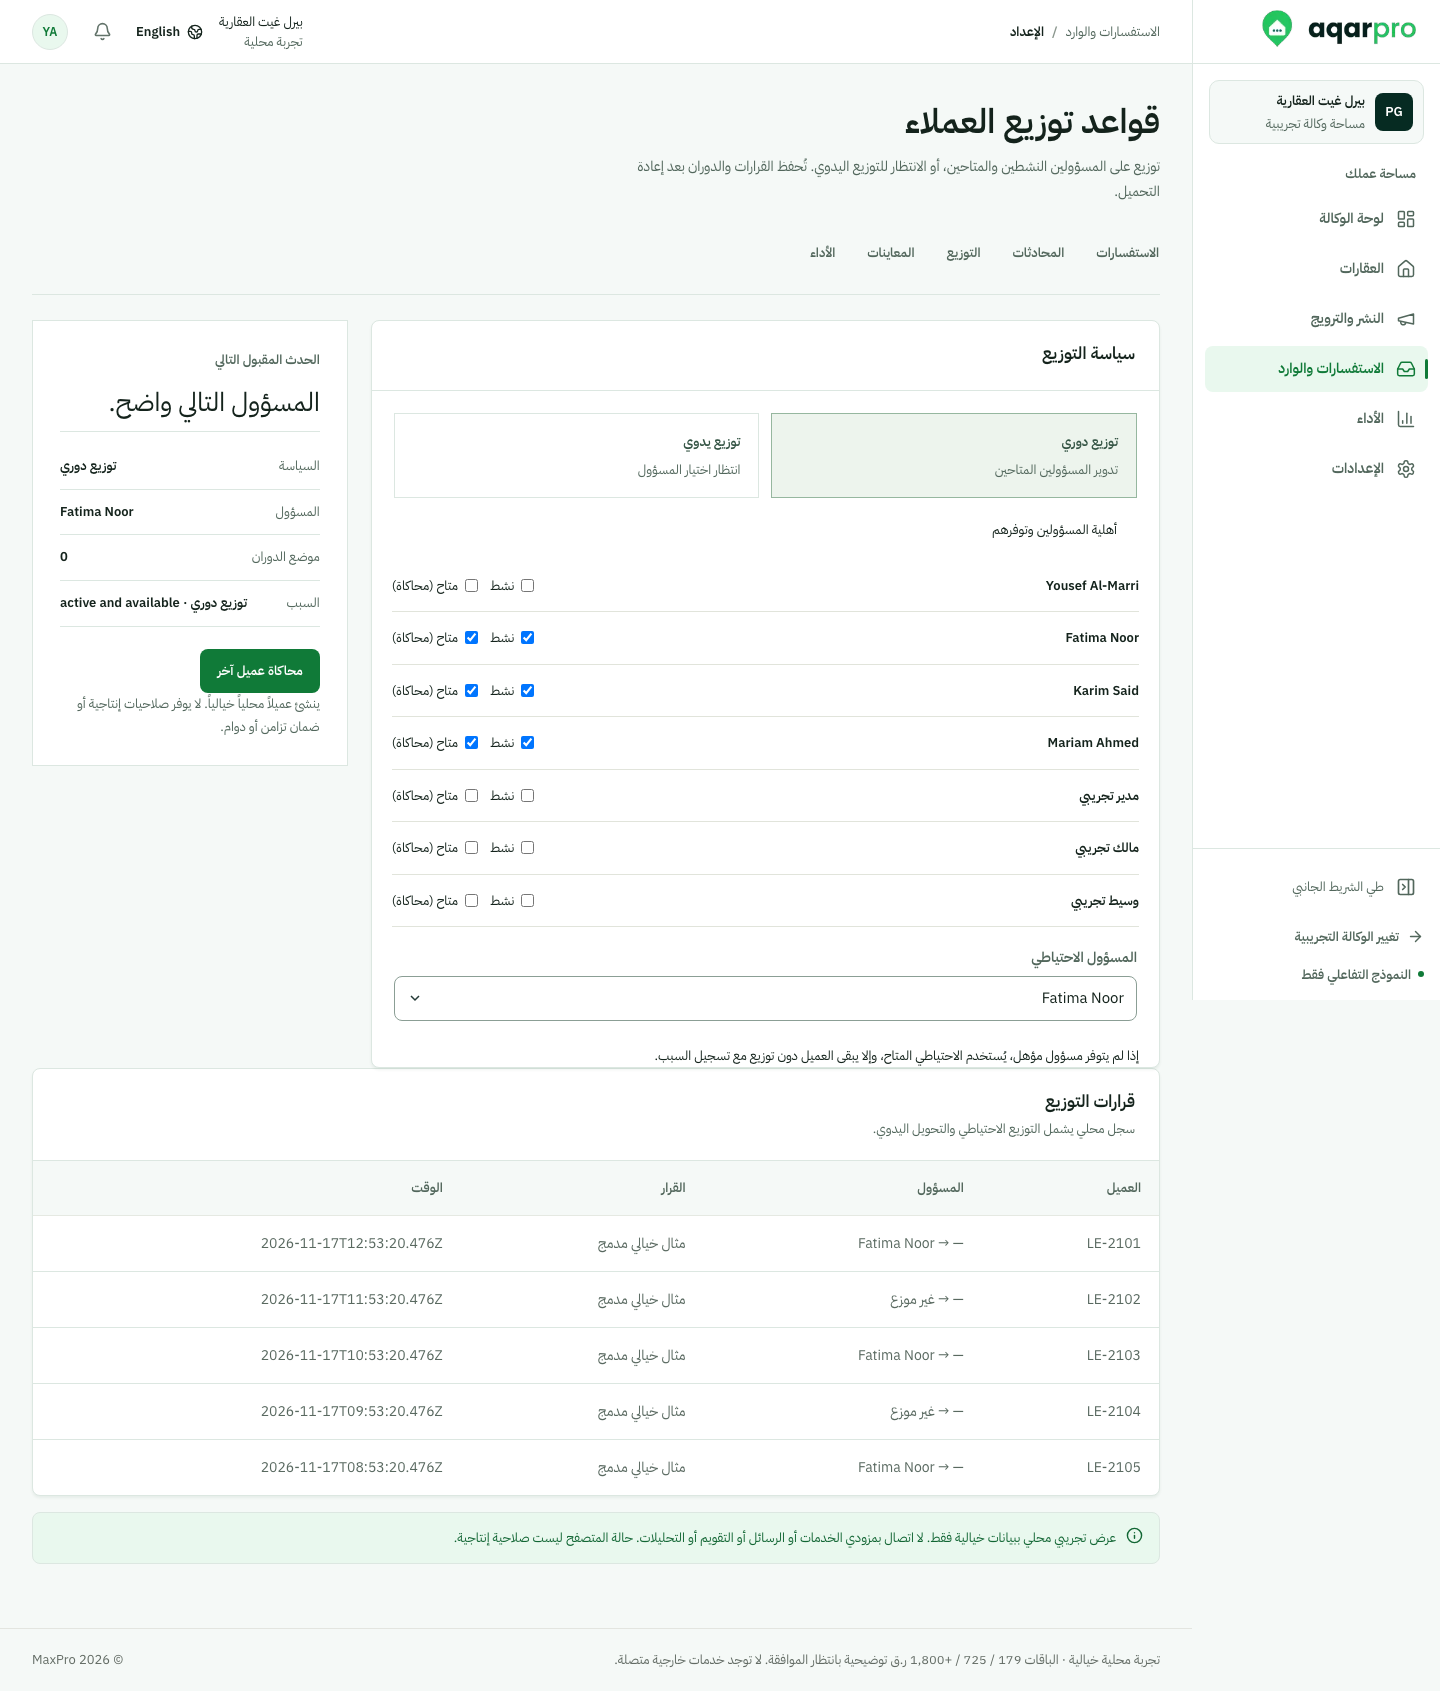 aqarpro
الاستفسارات والوارد / الإعداد
بيرل غيت العقارية
تجربة محلية
English
YA
PG
بيرل غيت العقارية
مساحة وكالة تجريبية
مساحة عملك
لوحة الوكالة
العقارات
النشر والترويج
الاستفسارات والوارد
الأداء
الإعدادات
طي الشريط الجانبي
تغيير الوكالة التجريبية
النموذج التفاعلي فقط
قواعد توزيع العملاء
توزيع على المسؤولين النشطين والمتاحين، أو الانتظار للتوزيع اليدوي. تُحفظ القرارات والدوران بعد إعادة
التحميل.
الاستفسارات
المحادثات
التوزيع
المعاينات
الأداء
سياسة التوزيع
توزيع دوري
تدوير المسؤولين المتاحين
توزيع يدوي
انتظار اختيار المسؤول
أهلية المسؤولين وتوفرهم
Yousef Al-Marri نشط متاح (محاكاة)
Fatima Noor نشط متاح (محاكاة)
Karim Said نشط متاح (محاكاة)
Mariam Ahmed نشط متاح (محاكاة)
مدير تجريبي نشط متاح (محاكاة)
مالك تجريبي نشط متاح (محاكاة)
وسيط تجريبي نشط متاح (محاكاة)
المسؤول الاحتياطي
Fatima Noor
إذا لم يتوفر مسؤول مؤهل، يُستخدم الاحتياطي المتاح، وإلا يبقى العميل دون توزيع مع تسجيل السبب.
الحدث المقبول التالي
المسؤول التالي واضح.
السياسة توزيع دوري
المسؤول Fatima Noor
موضع الدوران 0
السبب توزيع دوري · active and available
محاكاة عميل آخر
ينشئ عميلاً محلياً خيالياً. لا يوفر صلاحيات إنتاجية أو
ضمان تزامن أو دوام.
قرارات التوزيع
سجل محلي يشمل التوزيع الاحتياطي والتحويل اليدوي.
العميل المسؤول القرار الوقت
LE-2101 — → Fatima Noor مثال خيالي مدمج 2026-11-17T12:53:20.476Z
LE-2102 — → غير موزع مثال خيالي مدمج 2026-11-17T11:53:20.476Z
LE-2103 — → Fatima Noor مثال خيالي مدمج 2026-11-17T10:53:20.476Z
LE-2104 — → غير موزع مثال خيالي مدمج 2026-11-17T09:53:20.476Z
LE-2105 — → Fatima Noor مثال خيالي مدمج 2026-11-17T08:53:20.476Z
عرض تجريبي محلي ببيانات خيالية فقط. لا اتصال بمزودي الخدمات أو الرسائل أو التقويم أو التحليلات. حالة المتصفح ليست صلاحية إنتاجية.
تجربة محلية خيالية · الباقات 179 / 725 / +1,800 ر.ق توضيحية بانتظار الموافقة. لا توجد خدمات خارجية متصلة.
© 2026 MaxPro